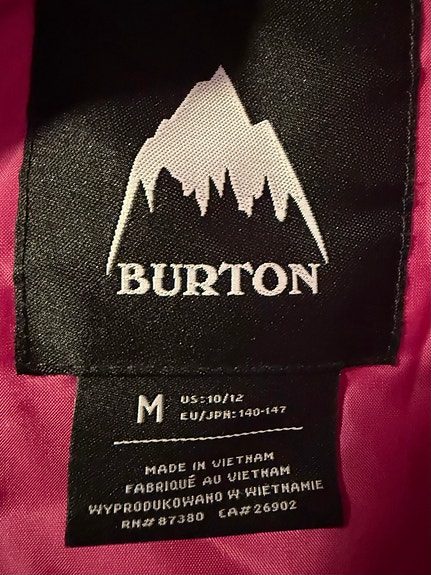 BURTON
M US:10/12
EU/JPN:140-147
MADE IN VIETNAM
FABRIQUÉ AU VIETNAM
WYPRODUKOWANO W WIETNAMIE
RN# 87380 CA# 26902